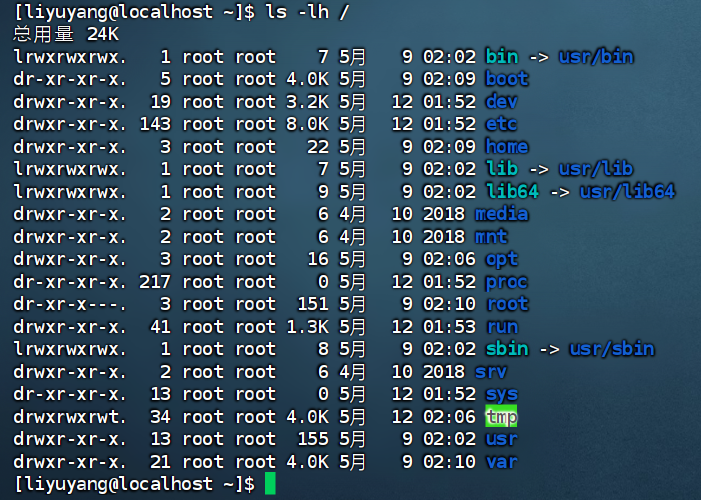 [liyuyang@localhost ~]$ ls -lh /
总用量 24K
lrwxrwxrwx.   1 root root    7 5月   9 02:02 bin -> usr/bin
dr-xr-xr-x.   5 root root 4.0K 5月   9 02:09 boot
drwxr-xr-x.  19 root root 3.2K 5月  12 01:52 dev
drwxr-xr-x. 143 root root 8.0K 5月  12 01:52 etc
drwxr-xr-x.   3 root root   22 5月   9 02:09 home
lrwxrwxrwx.   1 root root    7 5月   9 02:02 lib -> usr/lib
lrwxrwxrwx.   1 root root    9 5月   9 02:02 lib64 -> usr/lib64
drwxr-xr-x.   2 root root    6 4月  10 2018 media
drwxr-xr-x.   2 root root    6 4月  10 2018 mnt
drwxr-xr-x.   3 root root   16 5月   9 02:06 opt
dr-xr-xr-x. 217 root root    0 5月  12 01:52 proc
dr-xr-x---.   3 root root  151 5月   9 02:10 root
drwxr-xr-x.  41 root root 1.3K 5月  12 01:53 run
lrwxrwxrwx.   1 root root    8 5月   9 02:02 sbin -> usr/sbin
drwxr-xr-x.   2 root root    6 4月  10 2018 srv
dr-xr-xr-x.  13 root root    0 5月  12 01:52 sys
drwxrwxrwt.  34 root root 4.0K 5月  12 02:06 tmp
drwxr-xr-x.  13 root root  155 5月   9 02:02 usr
drwxr-xr-x.  21 root root 4.0K 5月   9 02:10 var
[liyuyang@localhost ~]$